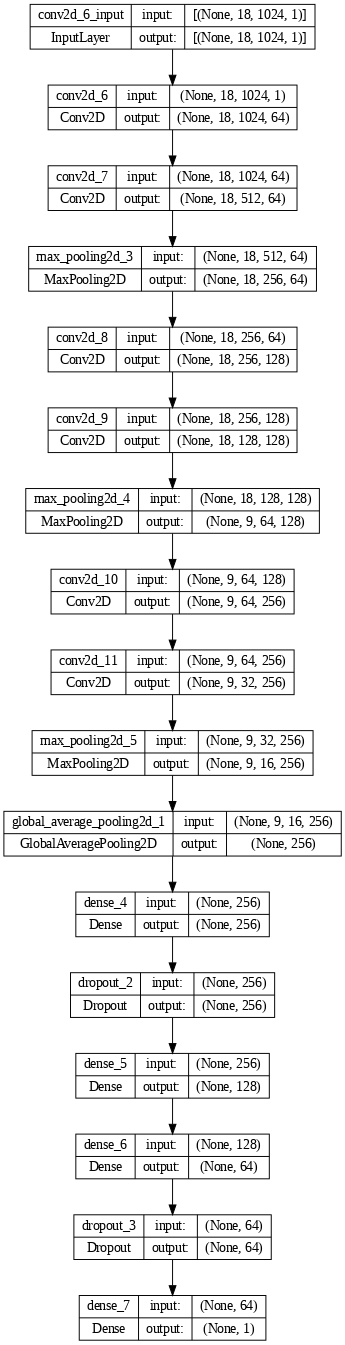 conv2d_6_input input: [(None, 18, 1024, 1)]
InputLayer output: [(None, 18, 1024, 1)]
conv2d_6 input: (None, 18, 1024, 1)
Conv2D output: (None, 18, 1024, 64)
conv2d_7 input: (None, 18, 1024, 64)
Conv2D output: (None, 18, 512, 64)
max_pooling2d_3 input: (None, 18, 512, 64)
MaxPooling2D output: (None, 18, 256, 64)
conv2d_8 input: (None, 18, 256, 64)
Conv2D output: (None, 18, 256, 128)
conv2d_9 input: (None, 18, 256, 128)
Conv2D output: (None, 18, 128, 128)
max_pooling2d_4 input: (None, 18, 128, 128)
MaxPooling2D output: (None, 9, 64, 128)
conv2d_10 input: (None, 9, 64, 128)
Conv2D output: (None, 9, 64, 256)
conv2d_11 input: (None, 9, 64, 256)
Conv2D output: (None, 9, 32, 256)
max_pooling2d_5 input: (None, 9, 32, 256)
MaxPooling2D output: (None, 9, 16, 256)
global_average_pooling2d_1 input: (None, 9, 16, 256)
GlobalAveragePooling2D output: (None, 256)
dense_4 input: (None, 256)
Dense output: (None, 256)
dropout_2 input: (None, 256)
Dropout output: (None, 256)
dense_5 input: (None, 256)
Dense output: (None, 128)
dense_6 input: (None, 128)
Dense output: (None, 64)
dropout_3 input: (None, 64)
Dropout output: (None, 64)
dense_7 input: (None, 64)
Dense output: (None, 1)